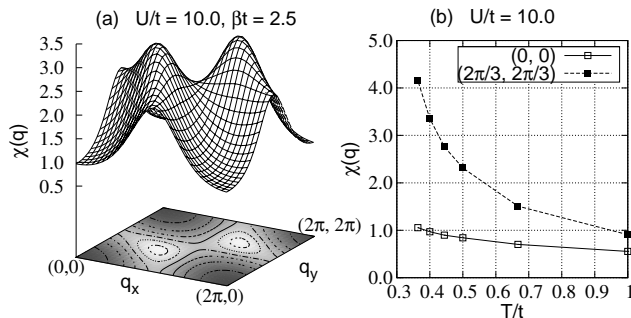 (a) U/t = 10.0, βt = 2.5
χ(q)
3.5
3.0
2.5
2.0
1.5
1.0
0.5
(0,0)
q_x
(2π,0)
q_y
(2π, 2π)
(b) U/t = 10.0
χ(q)
5.0
4.0
3.0
2.0
1.0
0.0
(0, 0)
(2π/3, 2π/3)
0.3 0.4 0.5 0.6 0.7 0.8 0.9 1
T/t